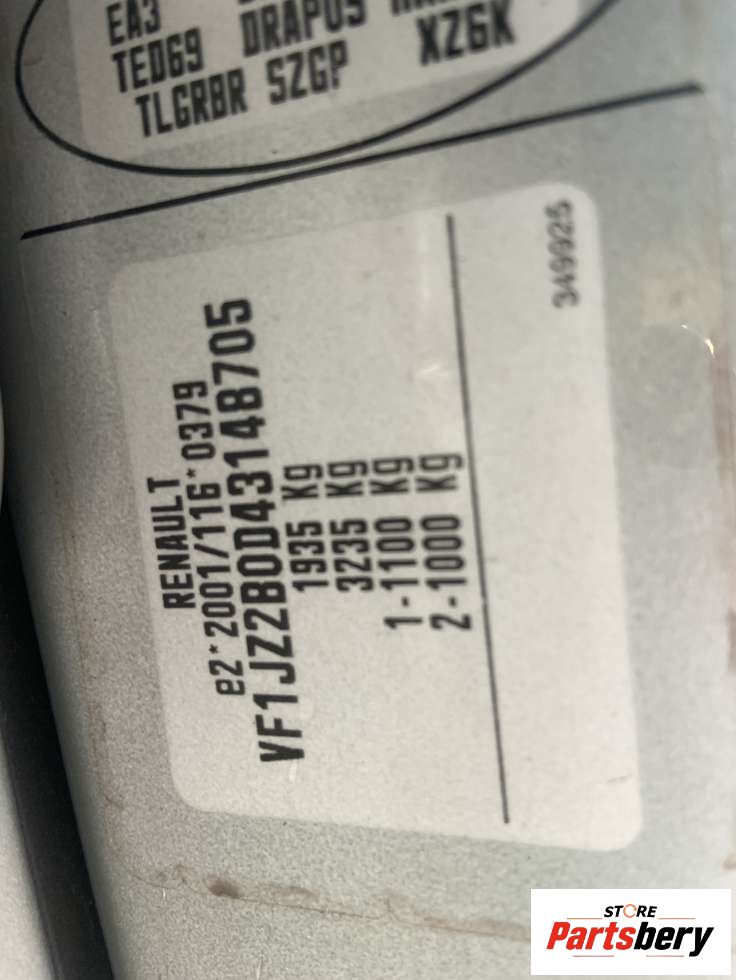 EA3
TED69 DRAP05
TLGRBR SZGP XZ6K
RENAULT
e2*2001/116*0379
VF1JZ2B0D43148705
1935 Kg
3235 Kg
1-1100 Kg
2-1000 Kg
349925
STORE
Partsbery